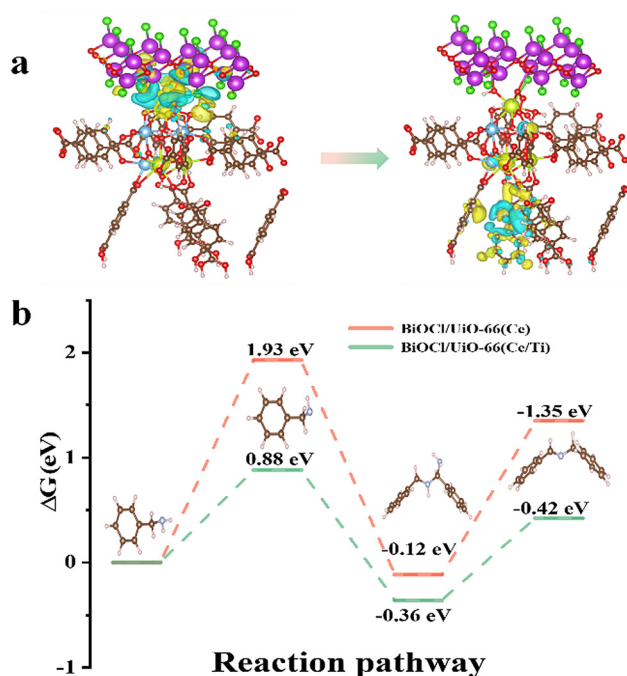 a
b
BiOCl/UiO-66(Ce)
BiOCl/UiO-66(Ce/Ti)
2
1
0
-1
ΔG(eV)
1.93 eV
0.88 eV
-0.12 eV
-0.36 eV
-1.35 eV
-0.42 eV
Reaction pathway